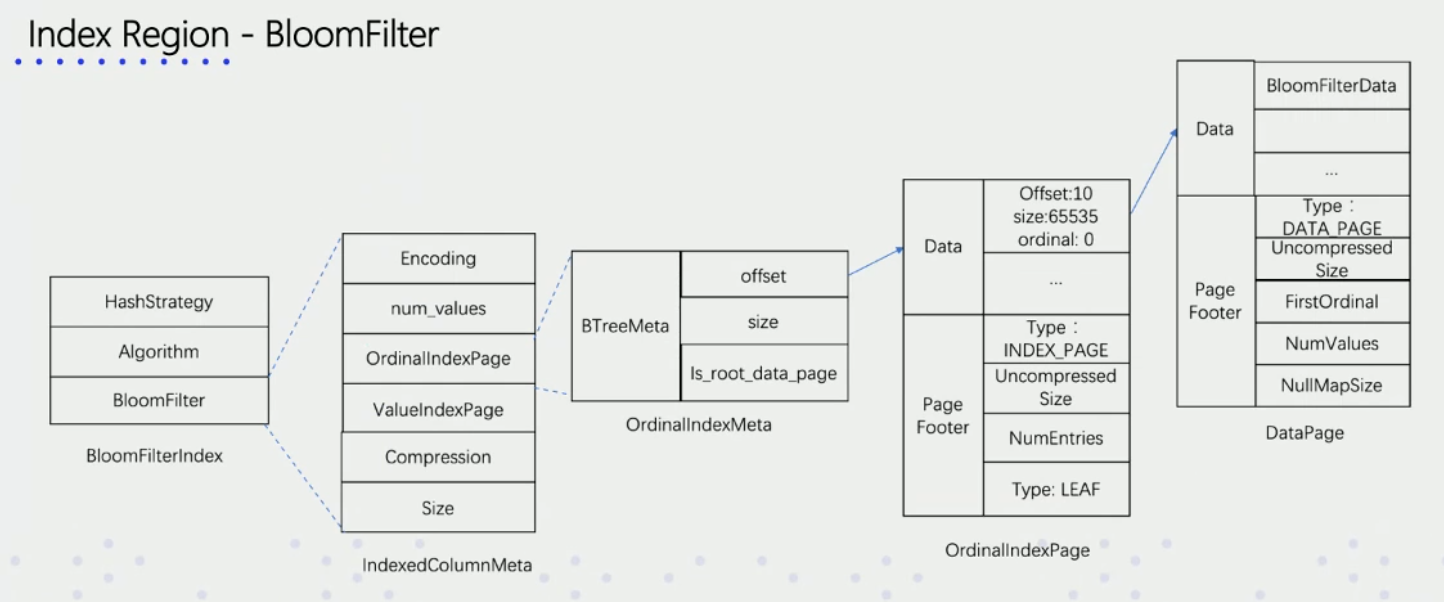 Index Region - BloomFilter
HashStrategy
Algorithm
BloomFilter
BloomFilterIndex
Encoding
num_values
OrdinalIndexPage
ValueIndexPage
Compression
Size
IndexedColumnMeta
BTreeMeta
offset
size
Is_root_data_page
OrdinalIndexMeta
Data
Offset:10
size:65535
ordinal: 0
...
Page
Footer
Type：
INDEX_PAGE
Uncompressed
Size
NumEntries
Type: LEAF
OrdinalIndexPage
Data
BloomFilterData
...
Page
Footer
Type：
DATA_PAGE
Uncompressed
Size
FirstOrdinal
NumValues
NullMapSize
DataPage